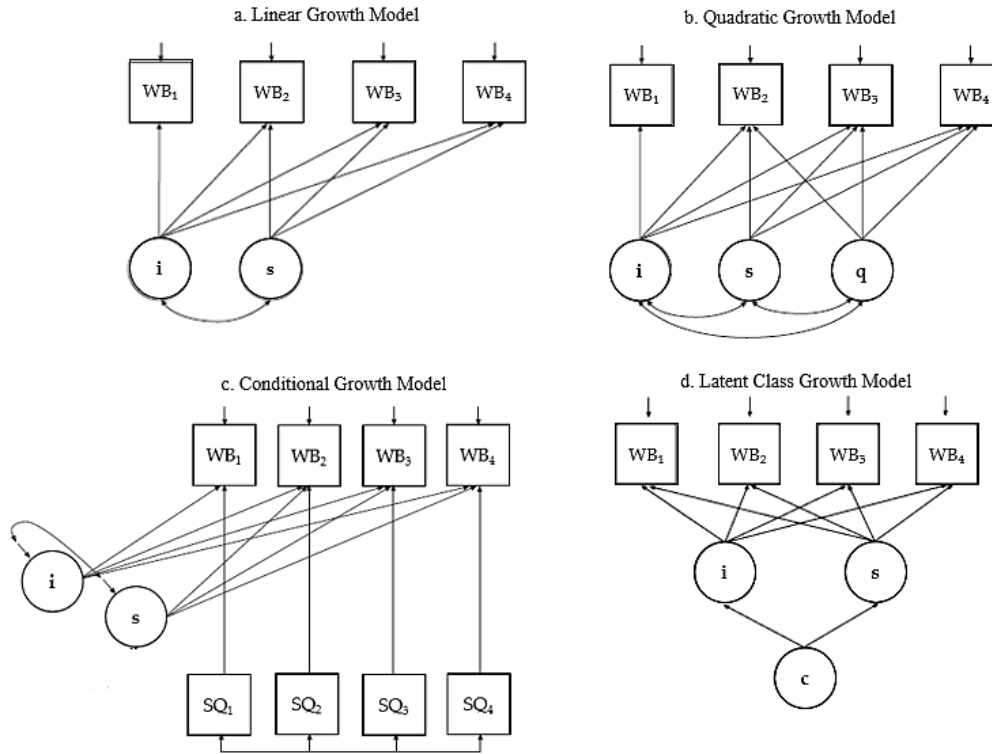 a. Linear Growth Model
WB₁ WB₂ WB₃ WB₄
i s
b. Quadratic Growth Model
WB₁ WB₂ WB₃ WB₄
i s q
c. Conditional Growth Model
WB₁ WB₂ WB₃ WB₄
i
s
SQ₁ SQ₂ SQ₃ SQ₄
d. Latent Class Growth Model
WB₁ WB₂ WB₃ WB₄
i s
c